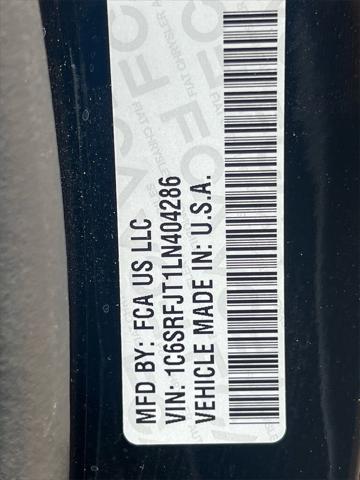 MFD BY: FCA US LLC
VIN: 1C6SRFJT1LN404286
VEHICLE MADE IN: U.S.A.